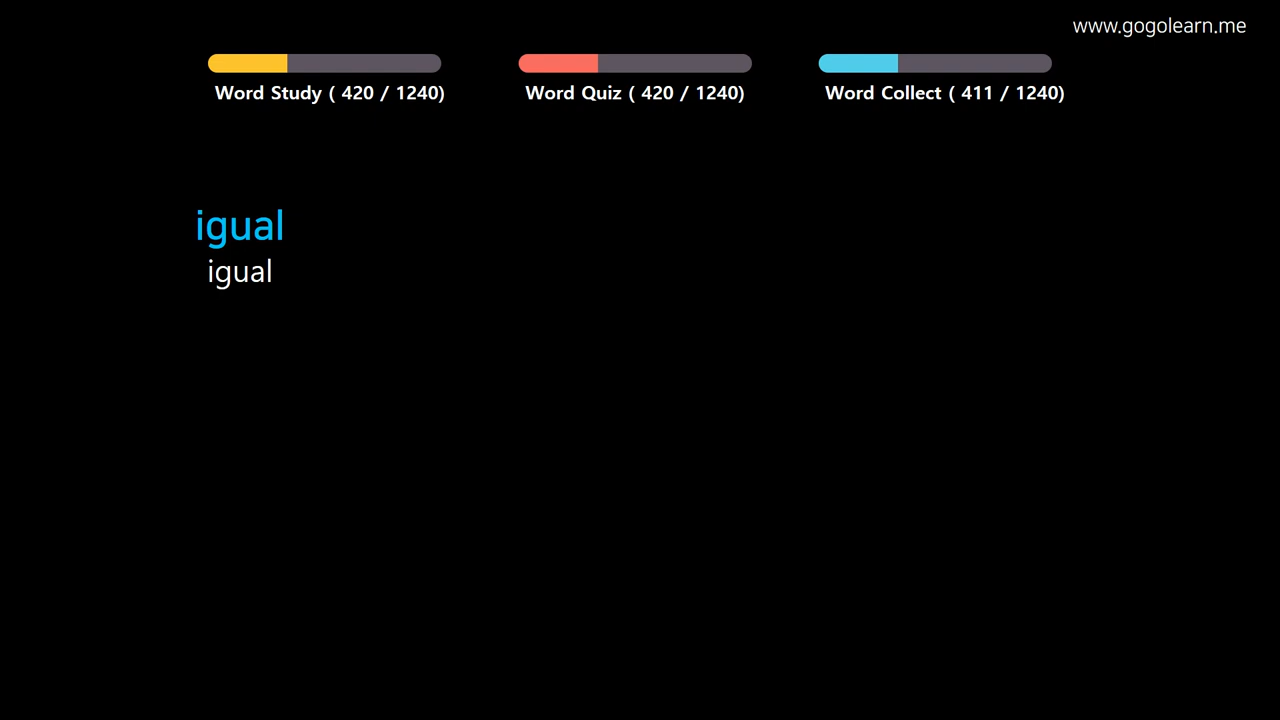 www.gogolearn.me
Word Study ( 420 / 1240)
Word Quiz ( 420 / 1240)
Word Collect ( 411 / 1240)
igual
igual